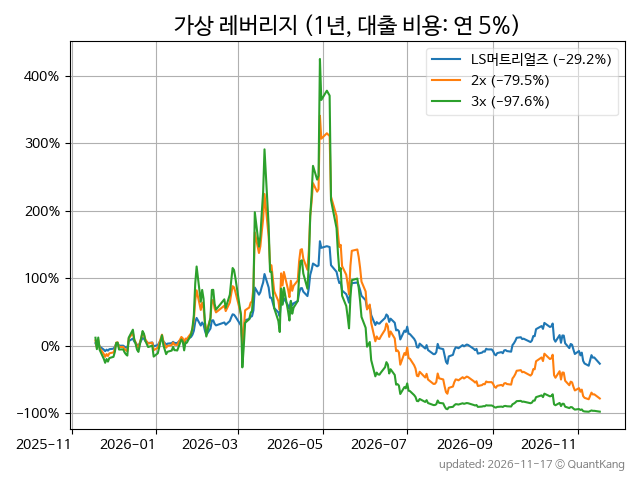 가상 레버리지 (1년, 대출 비용: 연 5%)
LS머트리얼즈 (-29.2%)
2x (-79.5%)
3x (-97.6%)
400%
300%
200%
100%
0%
-100%
2025-11 2026-01 2026-03 2026-05 2026-07 2026-09 2026-11
updated: 2026-11-17 © QuantKang